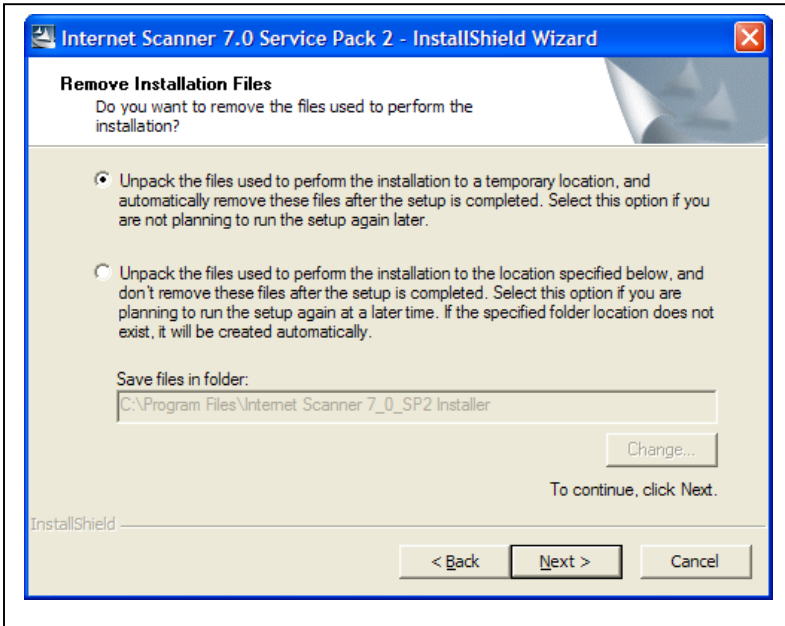 Internet Scanner 7.0 Service Pack 2 - InstallShield Wizard
Remove Installation Files
Do you want to remove the files used to perform the
installation?
Unpack the files used to perform the installation to a temporary location, and
automatically remove these files after the setup is completed. Select this option if you
are not planning to run the setup again later.
Unpack the files used to perform the installation to the location specified below, and
don't remove these files after the setup is completed. Select this option if you are
planning to run the setup again at a later time. If the specified folder location does not
exist, it will be created automatically.
Save files in folder:
C:\Program Files\Internet Scanner 7_0_SP2 Installer
Change...
To continue, click Next.
InstallShield
< Back
Next >
Cancel